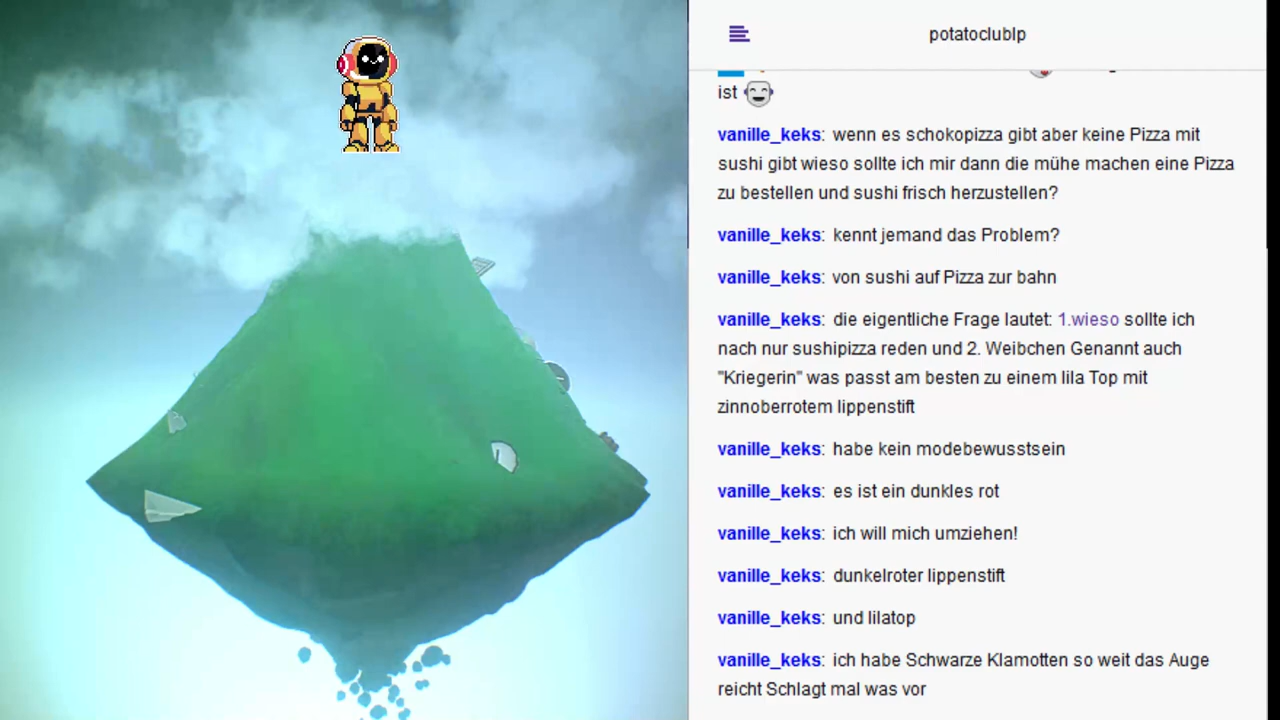 potatoclublp
ist
vanille_keks: wenn es schokopizza gibt aber keine Pizza mit
sushi gibt wieso sollte ich mir dann die mühe machen eine Pizza
zu bestellen und sushi frisch herzustellen?
vanille_keks: kennt jemand das Problem?
vanille_keks: von sushi auf Pizza zur bahn
vanille_keks: die eigentliche Frage lautet: 1.wieso sollte ich
nach nur sushipizza reden und 2. Weibchen Genannt auch
"Kriegerin" was passt am besten zu einem lila Top mit
zinnoberrotem lippenstift
vanille_keks: habe kein modebewusstsein
vanille_keks: es ist ein dunkles rot
vanille_keks: ich will mich umziehen!
vanille_keks: dunkelroter lippenstift
vanille_keks: und lilatop
vanille_keks: ich habe Schwarze Klamotten so weit das Auge
reicht Schlagt mal was vor